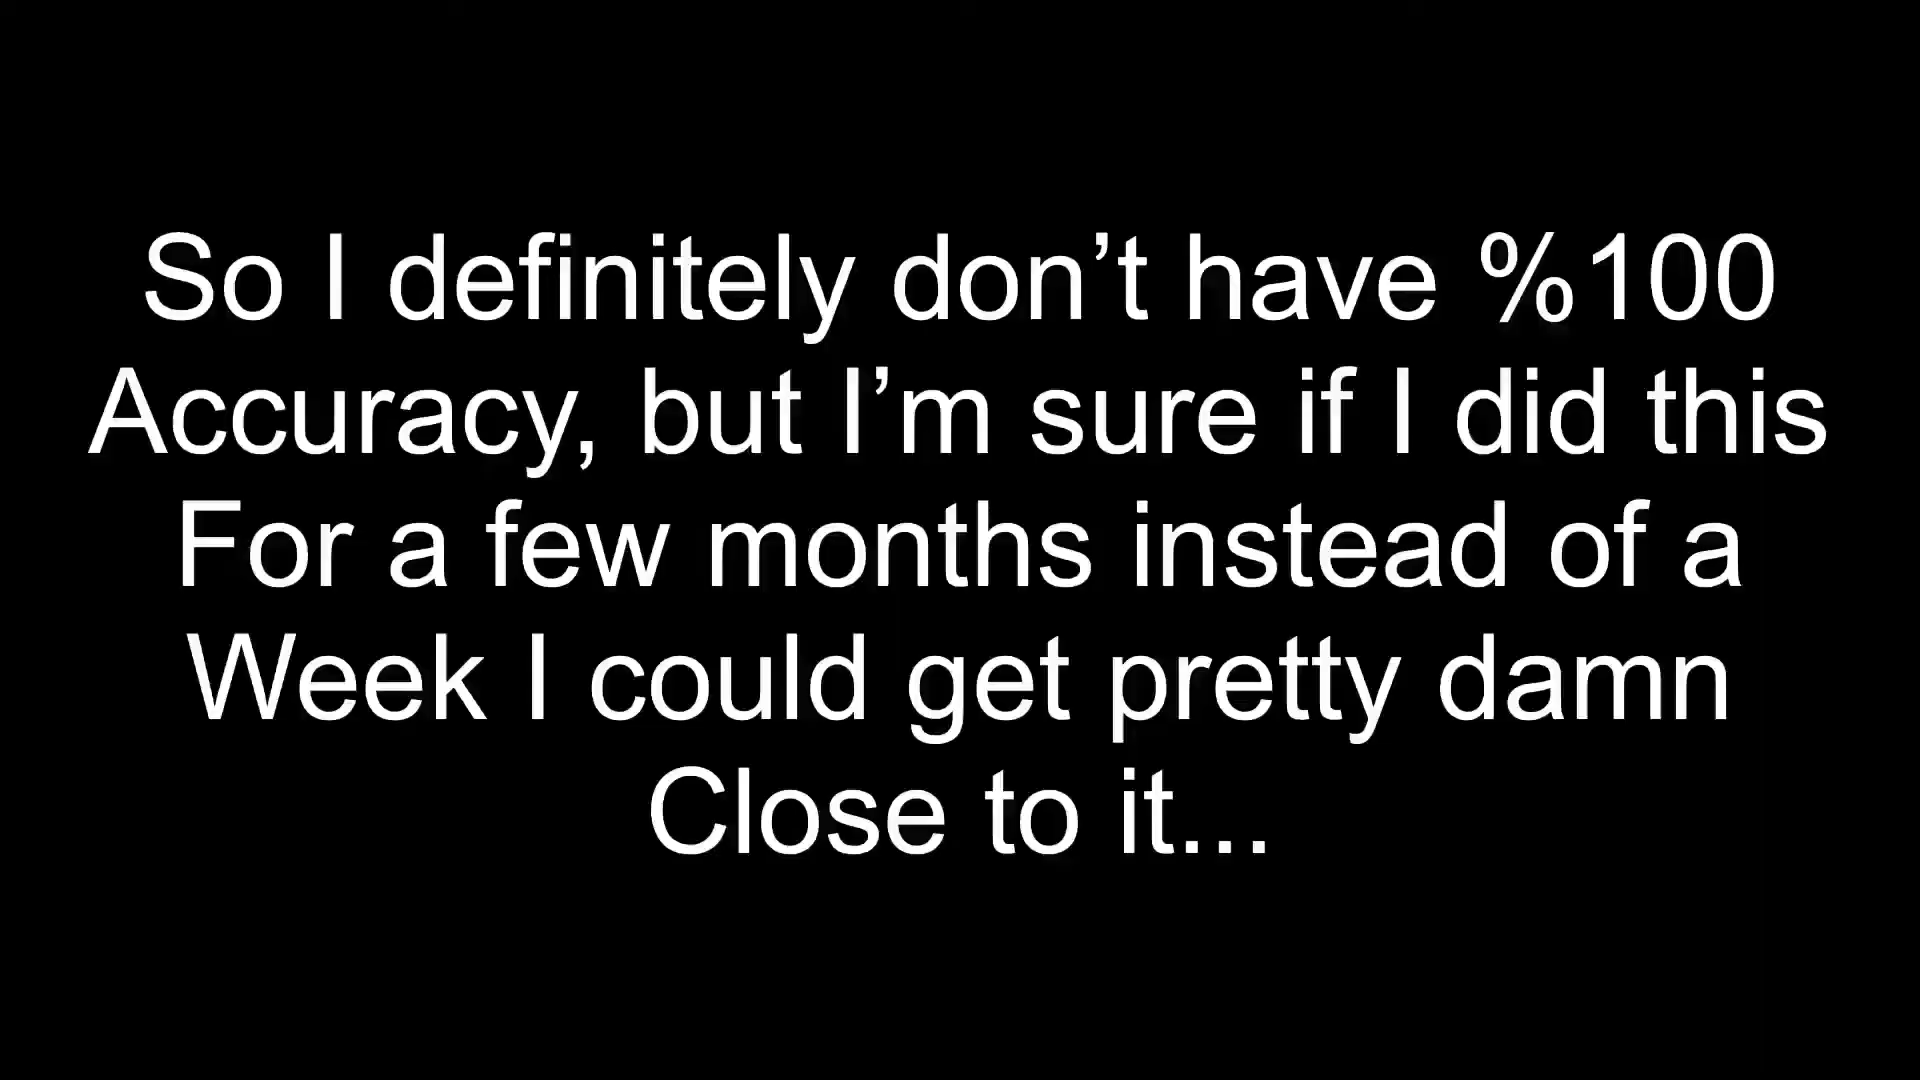 So I definitely don’t have %100
Accuracy, but I’m sure if I did this
For a few months instead of a
Week I could get pretty damn
Close to it...